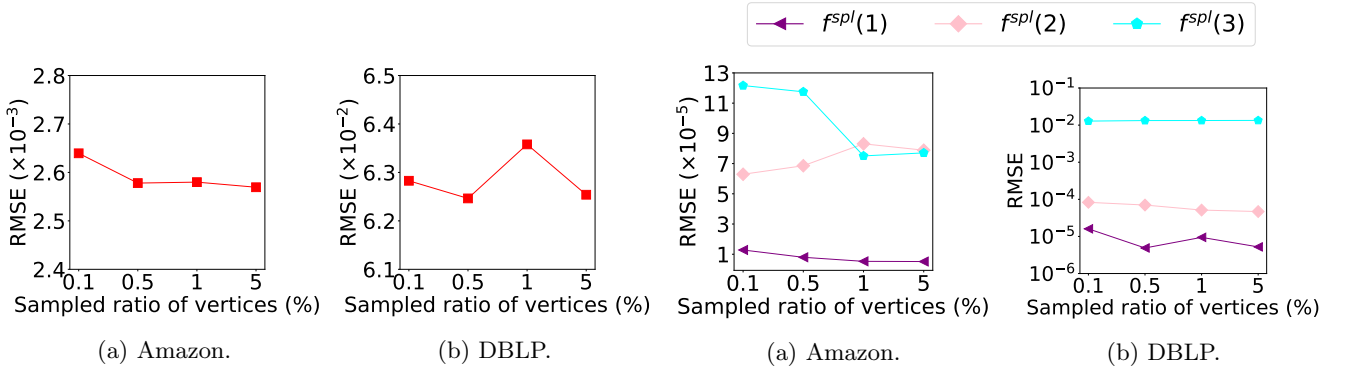 f^spl(1) f^spl(2) f^spl(3)
2.8
2.7
2.6
2.5
2.4
RMSE (×10⁻³)
0.1 0.5 1 5
Sampled ratio of vertices (%)
(a) Amazon.
6.5
6.4
6.3
6.2
6.1
RMSE (×10⁻²)
0.1 0.5 1 5
Sampled ratio of vertices (%)
(b) DBLP.
13
11
9
7
5
3
1
RMSE (×10⁻⁵)
0.1 0.5 1 5
Sampled ratio of vertices (%)
(a) Amazon.
10⁻¹
10⁻²
10⁻³
10⁻⁴
10⁻⁵
10⁻⁶
RMSE
0.1 0.5 1 5
Sampled ratio of vertices (%)
(b) DBLP.